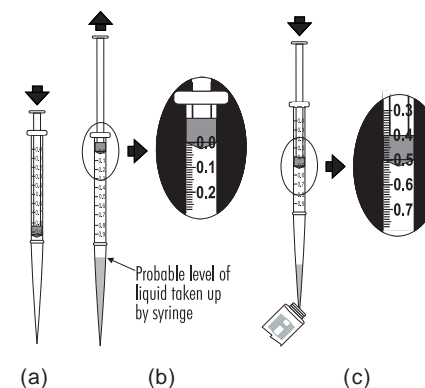 0.0
0.1
0.2
0.3
0.4
0.5
0.6
0.7
Probable level of
liquid taken up
by syringe
(a)
(b)
(c)